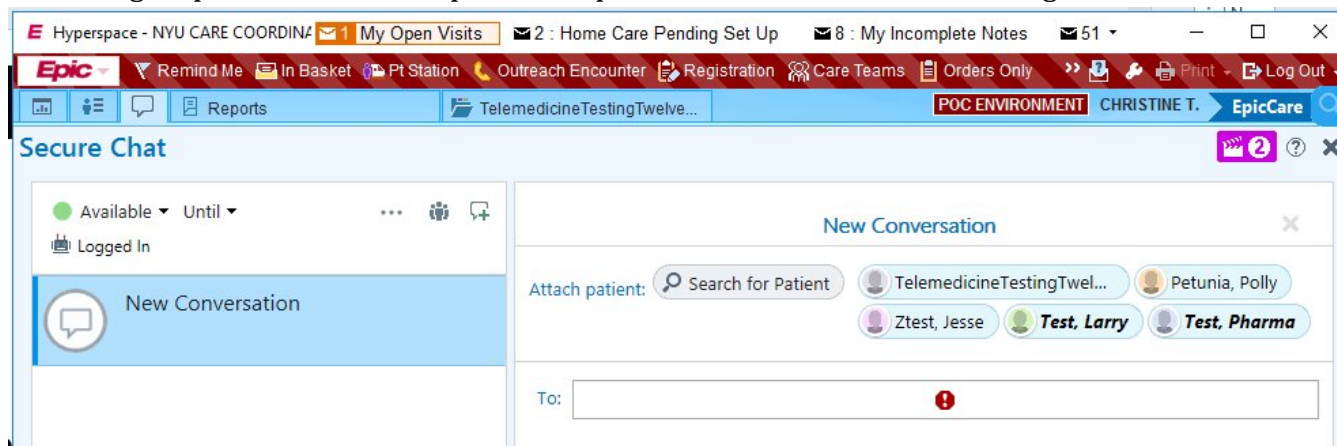 Hyperspace - NYU CARE COORDINA 1 My Open Visits 2 : Home Care Pending Set Up 8 : My Incomplete Notes 51
Epic Remind Me In Basket Pt Station Outreach Encounter Registration Care Teams Orders Only Print Log Out
Reports TelemedicineTestingTwelve... POC ENVIRONMENT CHRISTINE T. EpicCare
Secure Chat 2
Available Until ...
New Conversation
Logged In
Attach patient: Search for Patient TelemedicineTestingTwel... Petunia, Polly
New Conversation
Ztest, Jesse Test, Larry Test, Pharma
To: